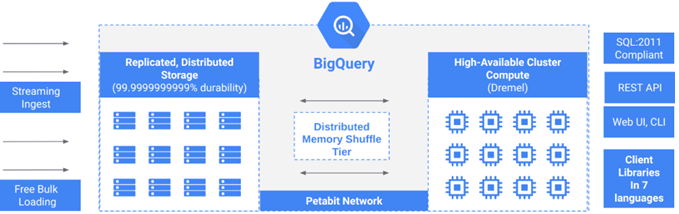 Streaming
Ingest
Free Bulk
Loading
BigQuery
Replicated, Distributed
Storage
(99.9999999999% durability)
Distributed
Memory Shuffle
Tier
Petabit Network
High-Available Cluster
Compute
(Dremel)
SQL:2011
Compliant
REST API
Web UI, CLI
Client
Libraries
In 7
languages